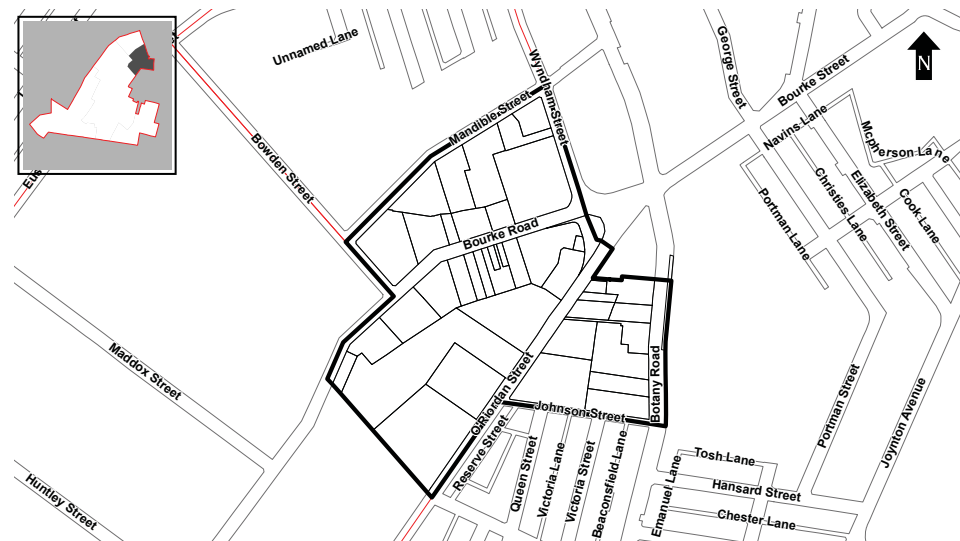 Unnamed Lane
Wyndham Street
George Street
Bourke Street
N
Mandible Street
Navins Lane
Mcpherson Lane
Bowden Street
Elizabeth Street
Christies Lane
Cook Lane
Portman Lane
Bourke Road
Maddox Street
O'Riordan Street
Botany Road
Johnson Street
Portman Street
Joynton Avenue
Reserve Street
Queen Street
Victoria Lane
Victoria Street
Beaconsfield Lane
Emanuel Lane
Tosh Lane
Hansard Street
Chester Lane
Huntley Street